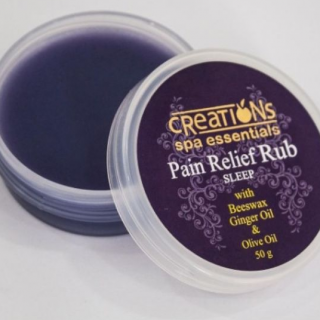 CREATIONS
spa essentials
Pain Relief Rub
SLEEP
with
Beeswax
Ginger Oil
&
Olive Oil
50 g